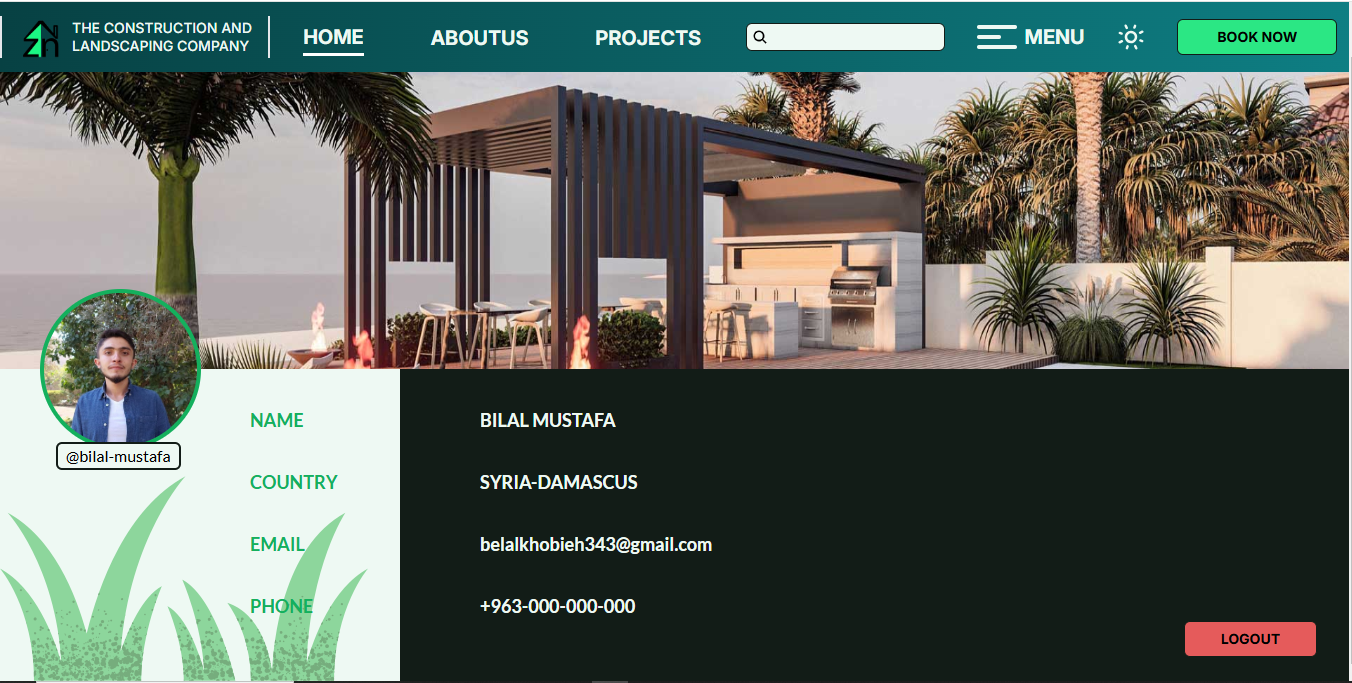 THE CONSTRUCTION AND
LANDSCAPING COMPANY
HOME
ABOUTUS
PROJECTS
MENU
BOOK NOW
@bilal-mustafa
NAME
BILAL MUSTAFA
COUNTRY
SYRIA-DAMASCUS
EMAIL
belalkhobieh343@gmail.com
PHONE
+963-000-000-000
LOGOUT